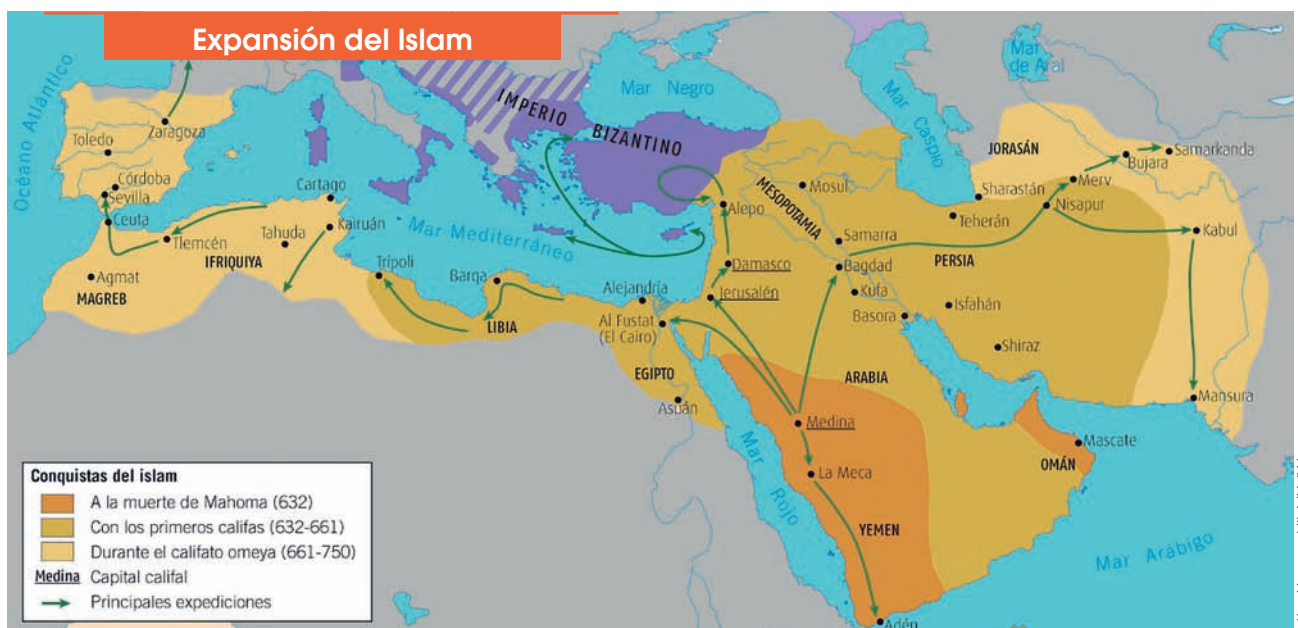 Expansión del Islam
Océano Atlántico
Zaragoza
Toledo
Córdoba
Sevilla
Ceuta
Tlemcén
Tahuda
Cartago
Kairuán
IFRIQUIYA
Agmat
MAGREB
Mar Mediterráneo
Trípoli
Barqa
LIBIA
Alejandría
Al Fustat
(El Cairo)
EGIPTO
Asuán
IMPERIO BIZANTINO
Mar Negro
Mar Caspio
Mar
de Aral
MESOPOTAMIA
Mosul
Alepo
Samarra
Damasco
Bagdad
Jerusalén
Kufa
Basora
PERSIA
Isfahán
Shiraz
Teherán
Sharastán
JORASÁN
Merv
Nisapur
Bujara
Samarkanda
Kabul
Mansura
ARABIA
Medina
La Meca
Mar Rojo
YEMEN
Adén
OMÁN
Mascate
Mar Arábigo
Conquistas del islam
A la muerte de Mahoma (632)
Con los primeros califas (632-661)
Durante el califato omeya (661-750)
Medina Capital califal
Principales expediciones